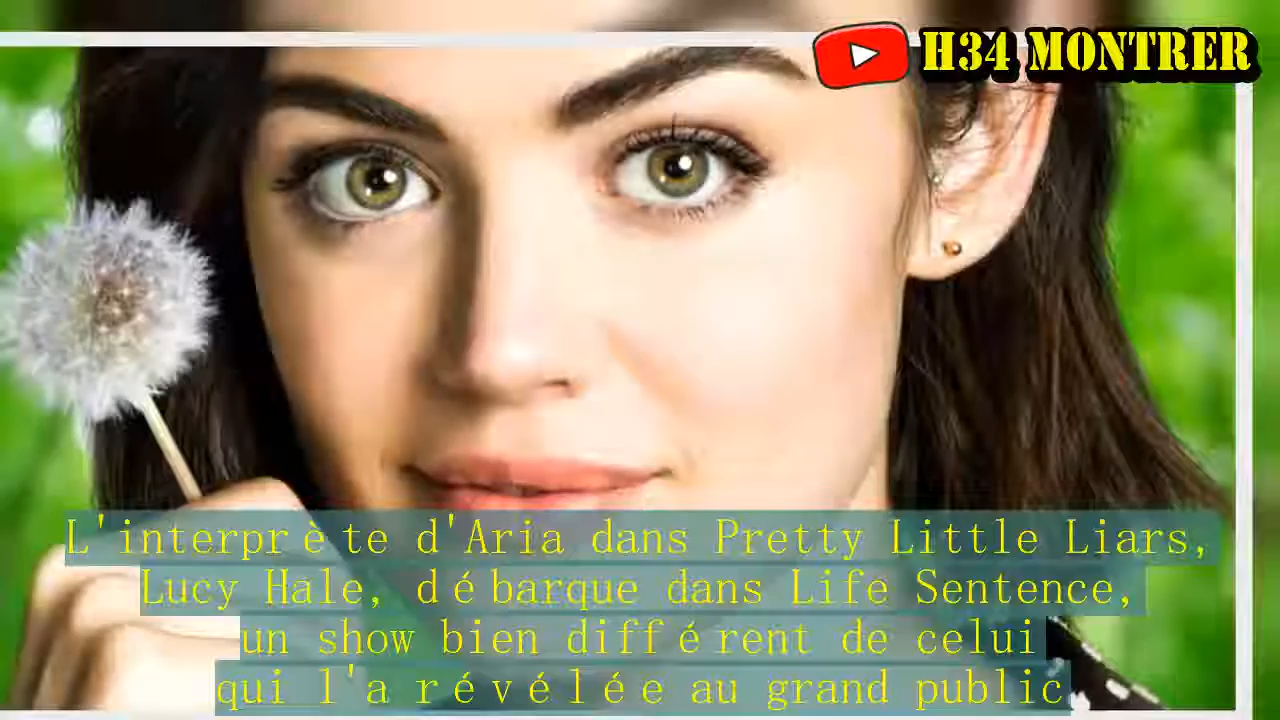 H34 MONTRER
L'interprète d'Aria dans Pretty Little Liars,
Lucy Hale, débarque dans Life Sentence,
un show bien différent de celui
qui l'a révélée au grand public